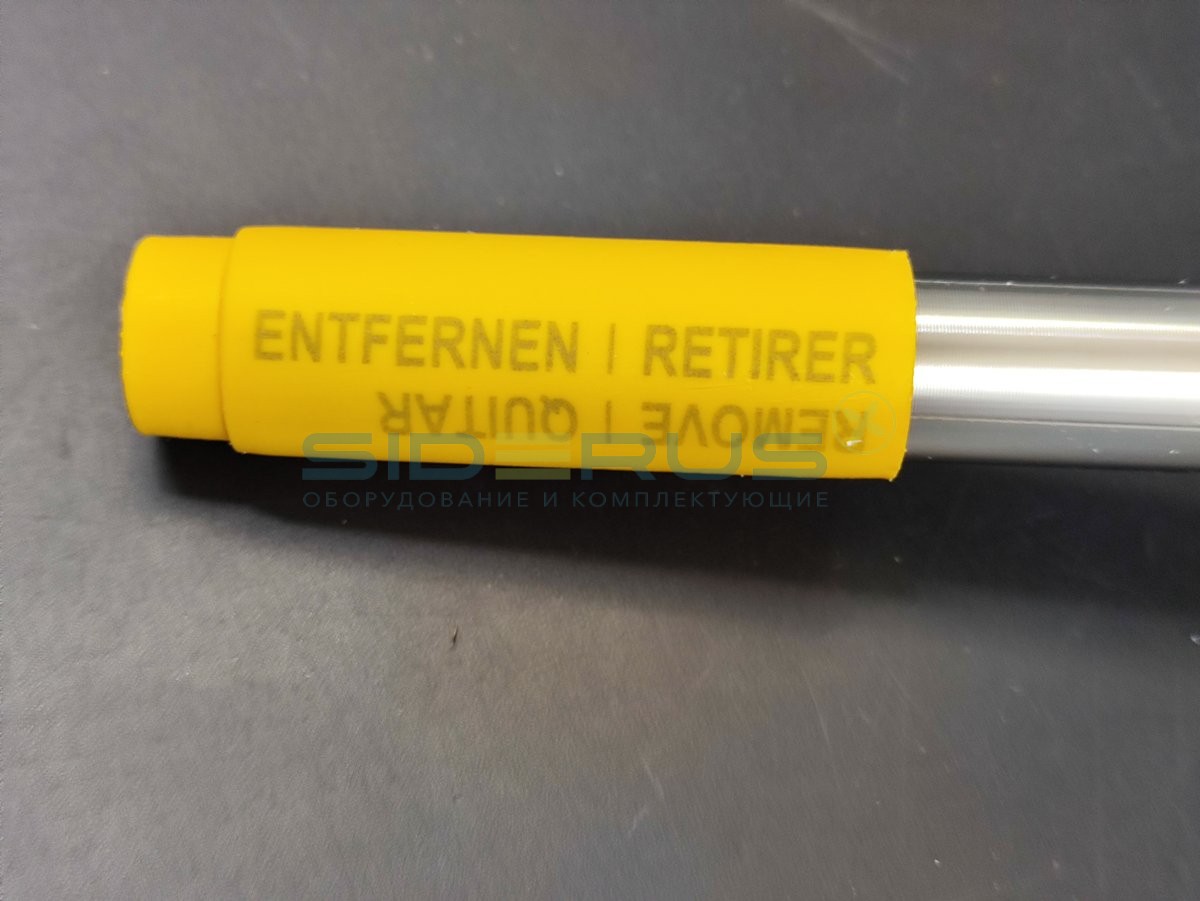 ENTFERNEN | RETIRER
REMOVE | QUITAR
SIDERUS
ОБОРУДОВАНИЕ И КОМПЛЕКТУЮЩИЕ